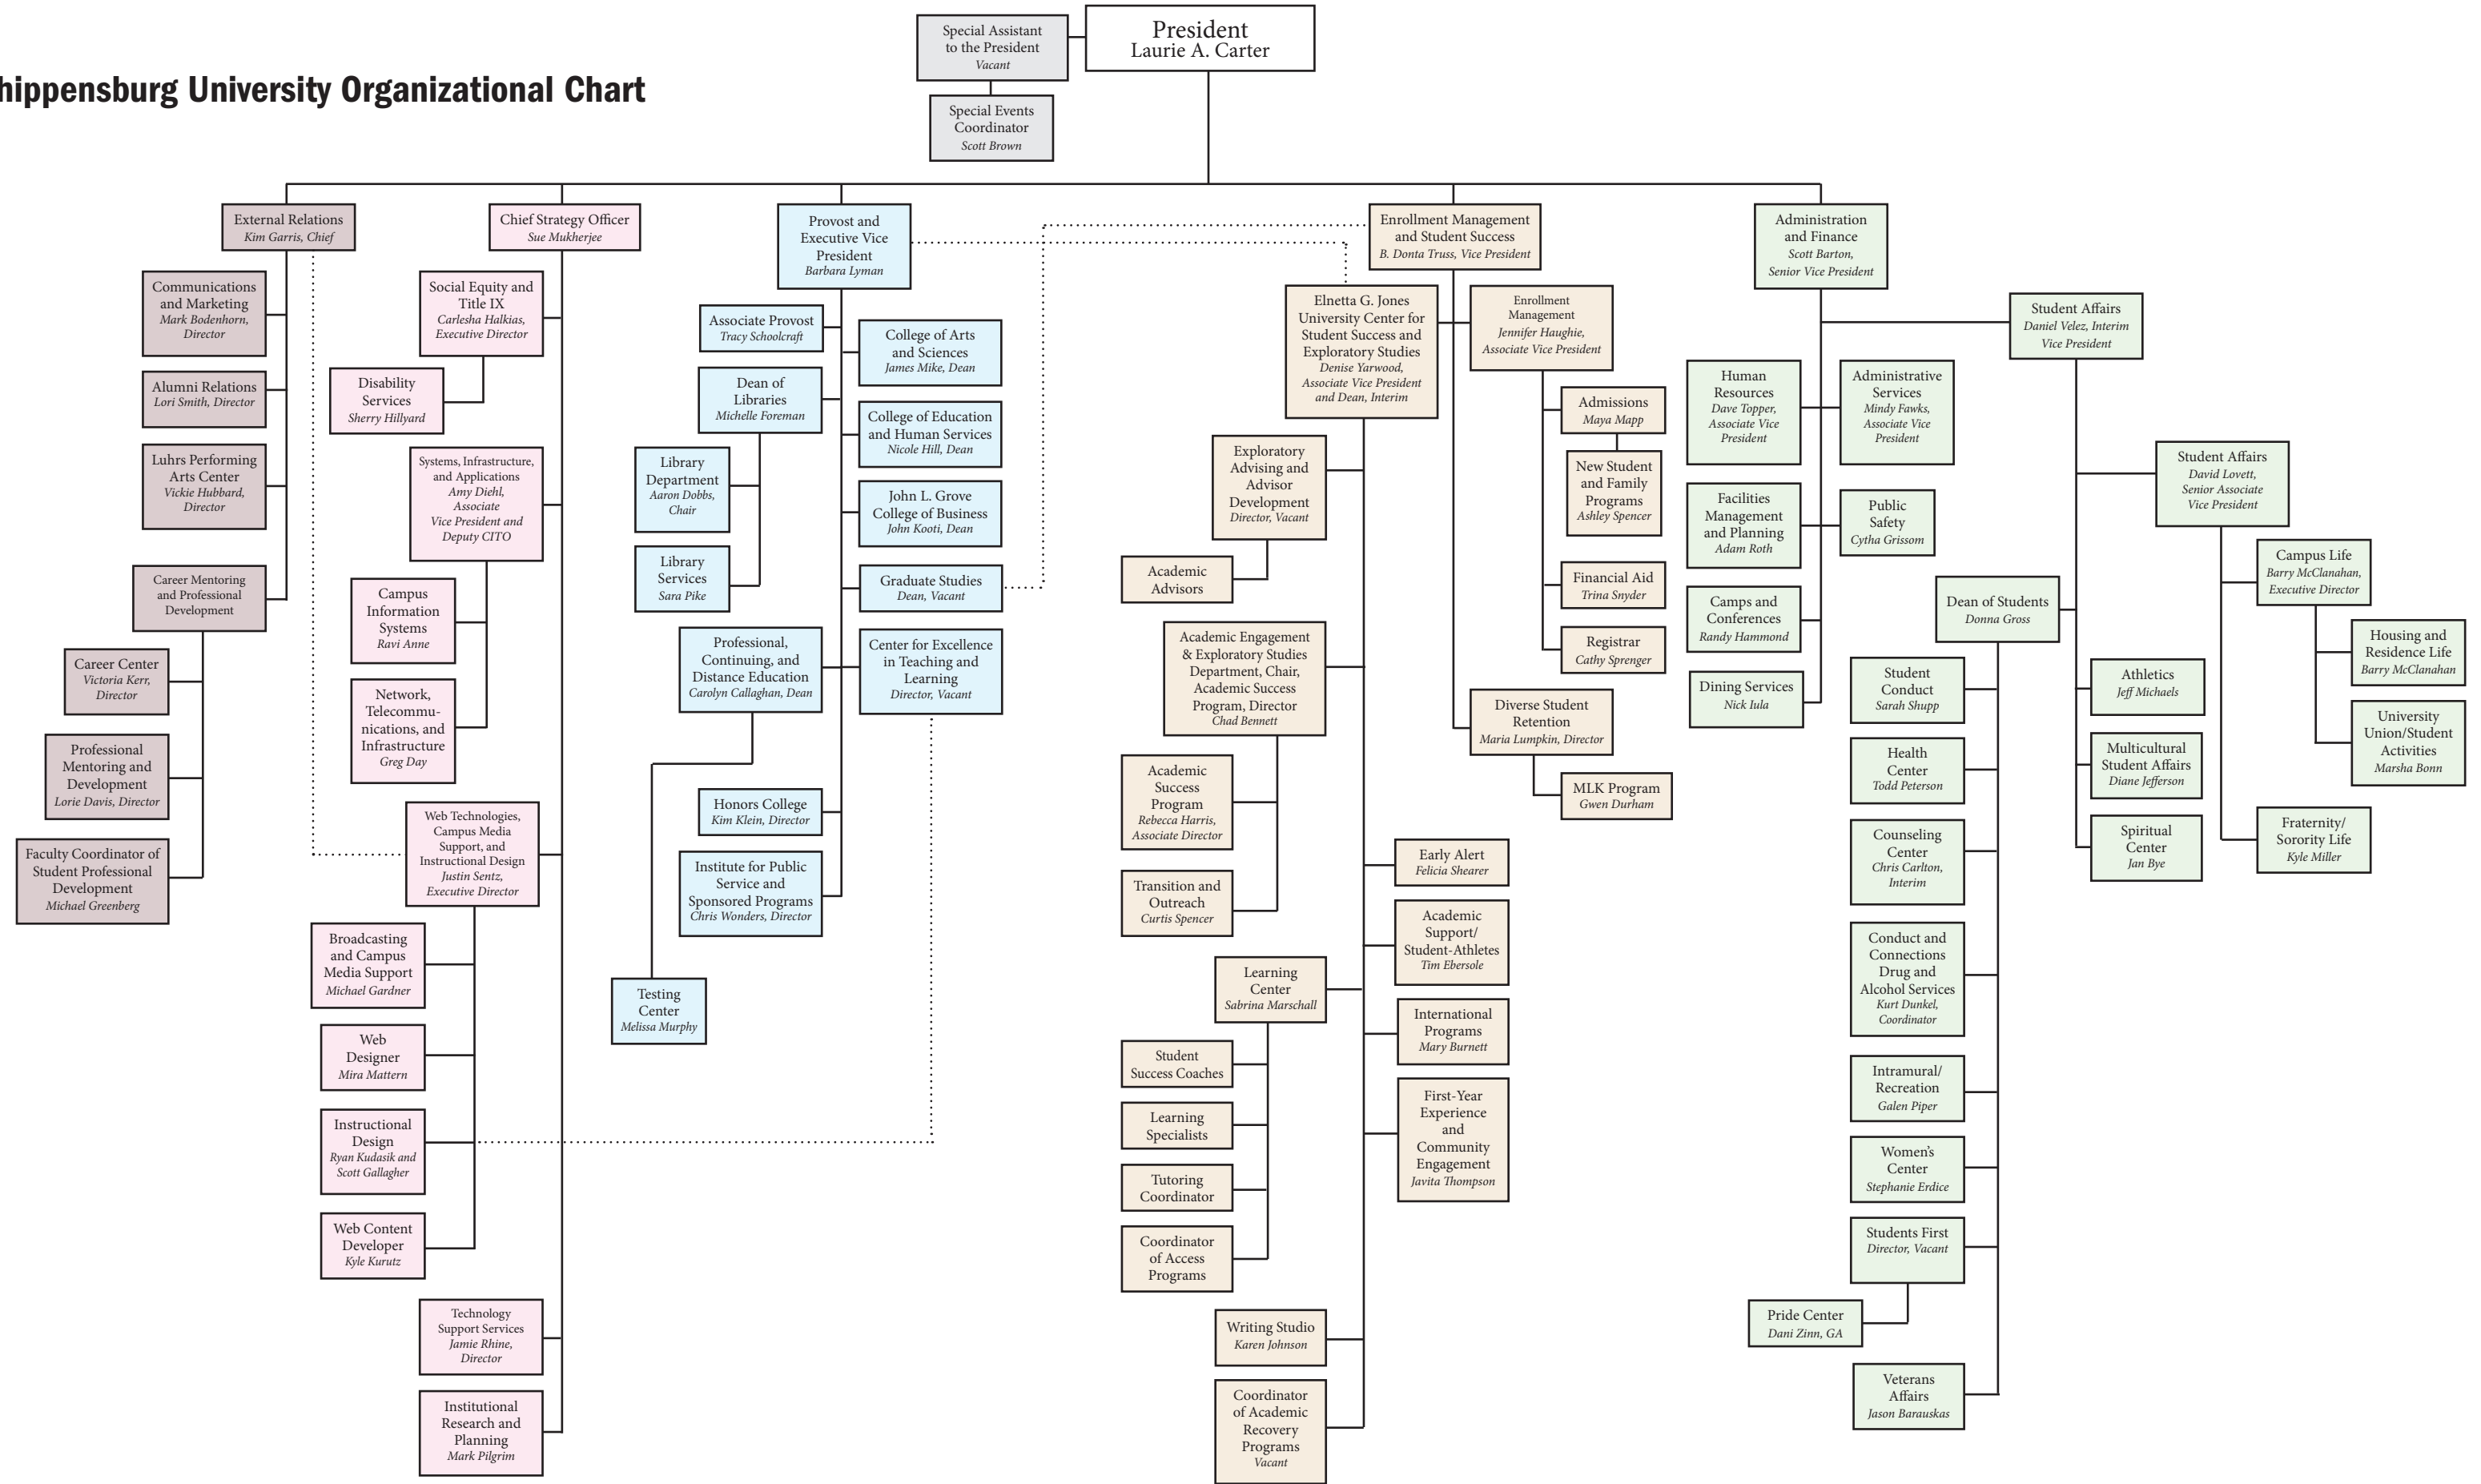 hippensburg University Organizational Chart
Special Assistant
to the President
Vacant
President
Laurie A. Carter
Special Events
Coordinator
Scott Brown
External Relations
Kim Garris, Chief
Communications
and Marketing
Mark Bodenhorn,
Director
Alumni Relations
Lori Smith, Director
Luhrs Performing
Arts Center
Vickie Hubbard,
Director
Career Mentoring
and Professional
Development
Career Center
Victoria Kerr,
Director
Professional
Mentoring and
Development
Lorie Davis, Director
Faculty Coordinator of
Student Professional
Development
Michael Greenberg
Chief Strategy Officer
Sue Mukherjee
Social Equity and
Title IX
Carlesha Halkias,
Executive Director
Disability
Services
Sherry Hillyard
Systems, Infrastructure,
and Applications
Amy Diehl,
Associate
Vice President and
Deputy CITO
Campus
Information
Systems
Ravi Anne
Network,
Telecommu-
nications, and
Infrastructure
Greg Day
Web Technologies,
Campus Media
Support, and
Instructional Design
Justin Sentz,
Executive Director
Broadcasting
and Campus
Media Support
Michael Gardner
Web
Designer
Mira Mattern
Instructional
Design
Ryan Kudasik and
Scott Gallagher
Web Content
Developer
Kyle Kurutz
Technology
Support Services
Jamie Rhine,
Director
Institutional
Research and
Planning
Mark Pilgrim
Provost and
Executive Vice
President
Barbara Lyman
Associate Provost
Tracy Schoolcraft
College of Arts
and Sciences
James Mike, Dean
Dean of
Libraries
Michelle Foreman
College of Education
and Human Services
Nicole Hill, Dean
Library
Department
Aaron Dobbs,
Chair
John L. Grove
College of Business
John Kooti, Dean
Library
Services
Sara Pike
Graduate Studies
Dean, Vacant
Professional,
Continuing, and
Distance Education
Carolyn Callaghan, Dean
Center for Excellence
in Teaching and
Learning
Director, Vacant
Honors College
Kim Klein, Director
Institute for Public
Service and
Sponsored Programs
Chris Wonders, Director
Testing
Center
Melissa Murphy
Enrollment Management
and Student Success
B. Donta Truss, Vice President
Elnetta G. Jones
University Center for
Student Success and
Exploratory Studies
Denise Yarwood,
Associate Vice President
and Dean, Interim
Enrollment
Management
Jennifer Haughie,
Associate Vice President
Admissions
Maya Mapp
New Student
and Family
Programs
Ashley Spencer
Financial Aid
Trina Snyder
Registrar
Cathy Sprenger
Diverse Student
Retention
Maria Lumpkin, Director
MLK Program
Gwen Durham
Exploratory
Advising and
Advisor
Development
Director, Vacant
Academic
Advisors
Academic Engagement
& Exploratory Studies
Department, Chair,
Academic Success
Program, Director
Chad Bennett
Academic
Success
Program
Rebecca Harris,
Associate Director
Transition and
Outreach
Curtis Spencer
Early Alert
Felicia Shearer
Academic
Support/
Student-Athletes
Tim Ebersole
Learning
Center
Sabrina Marschall
International
Programs
Mary Burnett
Student
Success Coaches
Learning
Specialists
Tutoring
Coordinator
Coordinator
of Access
Programs
First-Year
Experience
and
Community
Engagement
Javita Thompson
Writing Studio
Karen Johnson
Coordinator
of Academic
Recovery
Programs
Vacant
Administration
and Finance
Scott Barton,
Senior Vice President
Human
Resources
Dave Topper,
Associate Vice
President
Administrative
Services
Mindy Fawks,
Associate Vice
President
Facilities
Management
and Planning
Adam Roth
Public
Safety
Cytha Grissom
Camps and
Conferences
Randy Hammond
Dining Services
Nick Iula
Student Affairs
Daniel Velez, Interim
Vice President
Student Affairs
David Lovett,
Senior Associate
Vice President
Campus Life
Barry McClanahan,
Executive Director
Housing and
Residence Life
Barry McClanahan
University
Union/Student
Activities
Marsha Bonn
Fraternity/
Sorority Life
Kyle Miller
Dean of Students
Donna Gross
Athletics
Jeff Michaels
Multicultural
Student Affairs
Diane Jefferson
Spiritual
Center
Jan Bye
Student
Conduct
Sarah Shupp
Health
Center
Todd Peterson
Counseling
Center
Chris Carlton,
Interim
Conduct and
Connections
Drug and
Alcohol Services
Kurt Dunkel,
Coordinator
Intramural/
Recreation
Galen Piper
Women's
Center
Stephanie Erdice
Students First
Director, Vacant
Pride Center
Dani Zinn, GA
Veterans
Affairs
Jason Barauskas